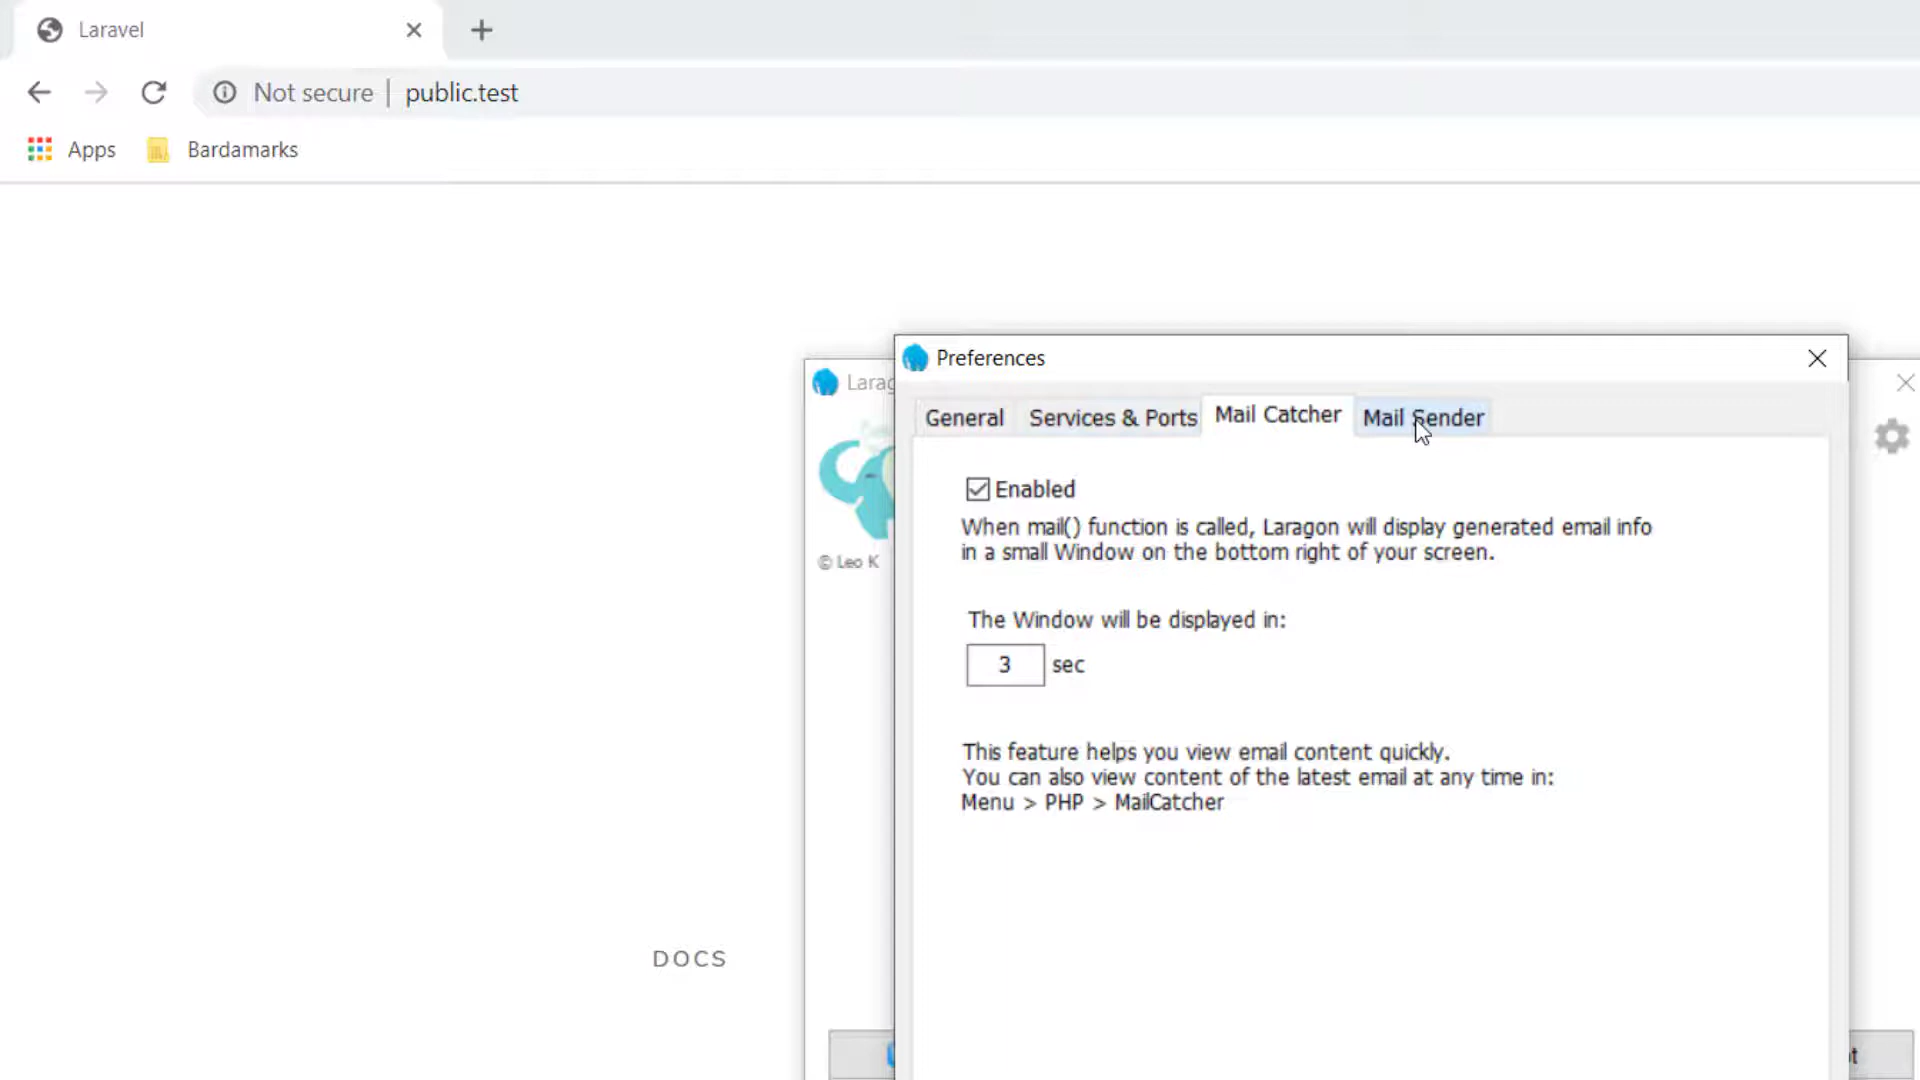 Laravel
Not secure | public.test
Apps
Bardamarks
Preferences
General
Services & Ports
Mail Catcher
Mail Sender
Enabled
When mail() function is called, Laragon will display generated email info
in a small Window on the bottom right of your screen.
© Leo K
The Window will be displayed in:
3 sec
This feature helps you view email content quickly.
You can also view content of the latest email at any time in:
Menu > PHP > MailCatcher
DOCS